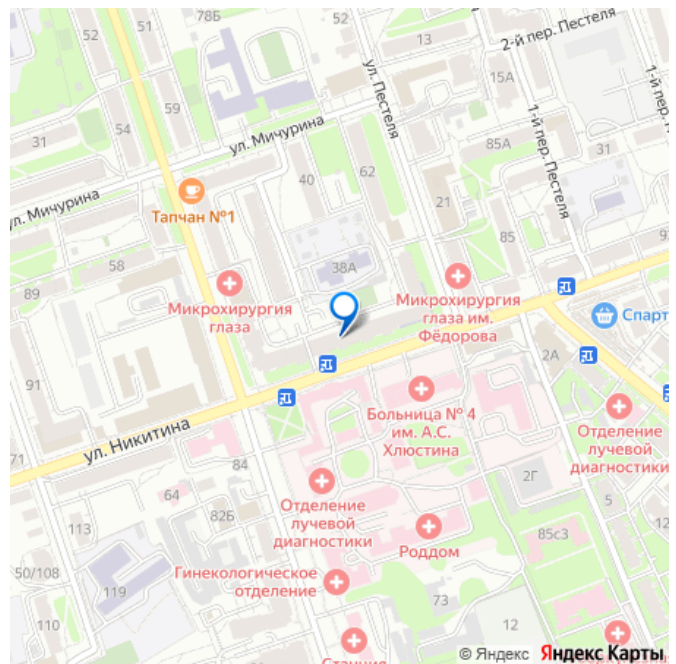 78Б
52
51
52
2-й пер. Пестеля
13
ул. Пестеля
15А
1-й пер.
59
54
31
ул. Мичурина
85А
31
1-й пер. Пестеля
62
40
ул. Мичурина
Тапчан №1
21
85
38А
58
89
Микрохирургия
глаза
Микрохирургия
глаза им.
Фёдорова
Спарт
2А
91
Больница № 4
им. А.С.
Хлюстина
ул. Никитина
71
84
Отделение
лучевой
диагностики
64
82Б
2Г
5
Отделение
лучевой
диагностики
Роддом
113
85с3
12
50/108
119
Гинекологическое
отделение
73
110
12
Станция
© Яндекс Яндекс Карты